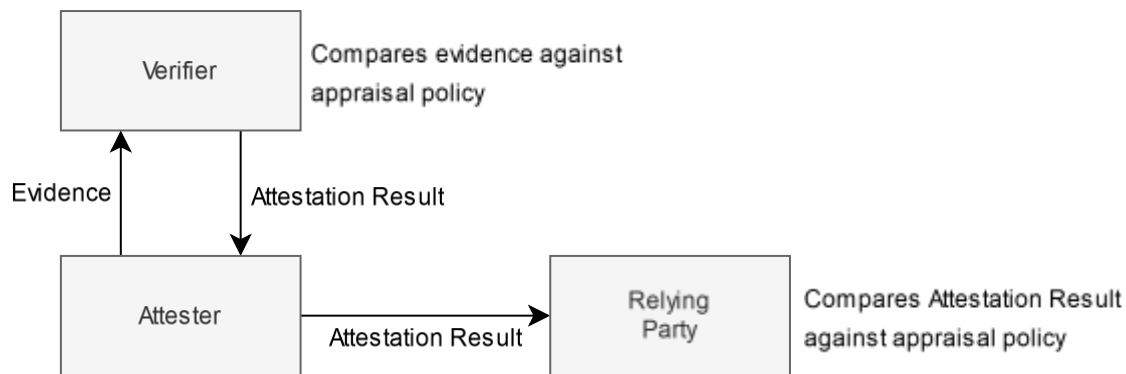 Verifier
Compares evidence against
appraisal policy
Evidence
Attestation Result
Attester
Attestation Result
Relying
Party
Compares Attestation Result
against appraisal policy